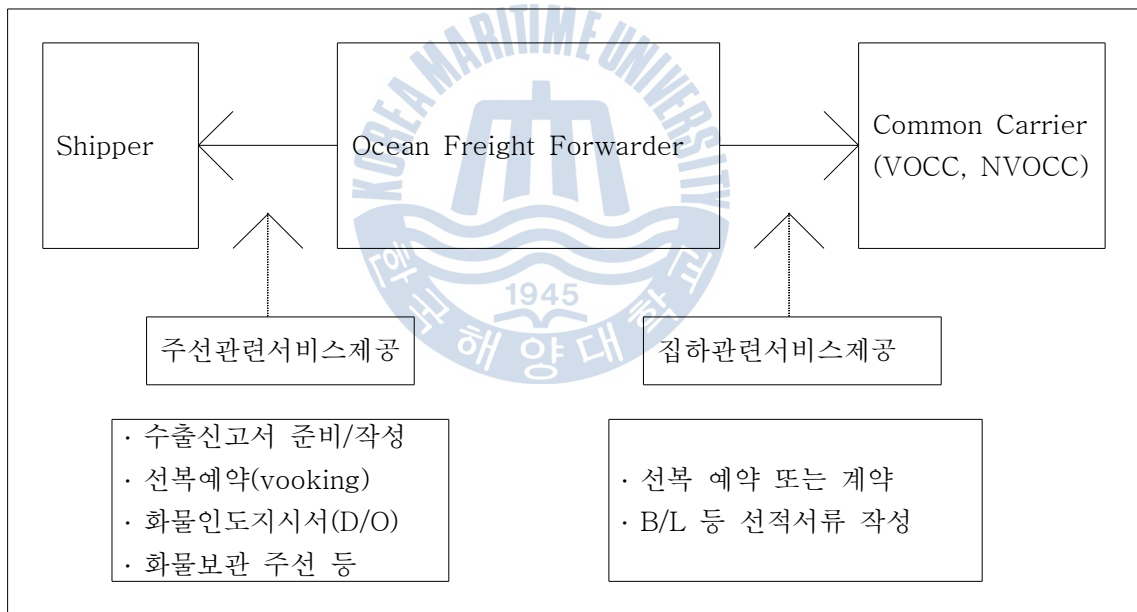 KOREA MARITIME UNIVERSITY
Shipper
Ocean Freight Forwarder
Common Carrier
(VOCC, NVOCC)
1945
한국해양대학교
주선관련서비스제공
집하관련서비스제공
· 수출신고서 준비/작성
· 선복예약(vooking)
· 화물인도지시서(D/O)
· 화물보관 주선 등
· 선복 예약 또는 계약
· B/L 등 선적서류 작성